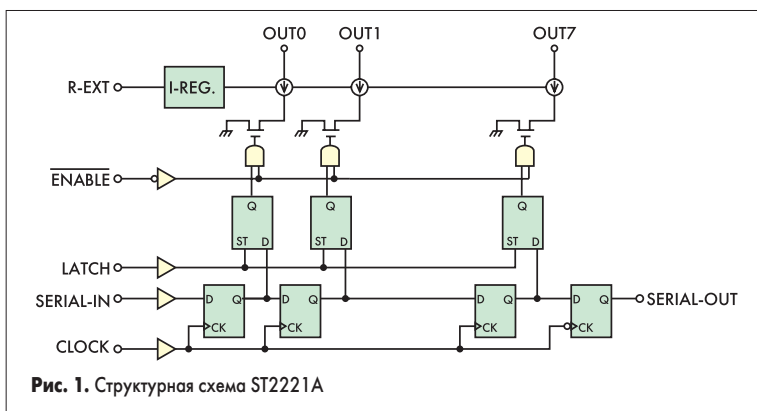 OUT0 OUT1 OUT7
R-EXT I-REG.
ENABLE
Q Q Q
ST D ST D ST D
LATCH
SERIAL-IN D Q D Q D Q D Q SERIAL-OUT
CK CK CK CK
CLOCK
Рис. 1. Структурная схема ST2221A